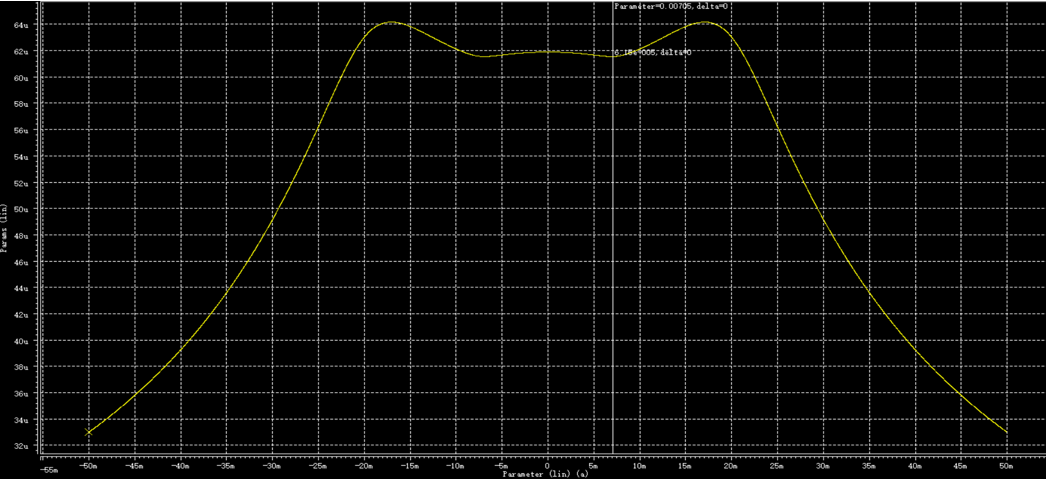 Parameter=0.00705,delta=0
64u
62u
6.16e-005,delta=0
60u
58u
56u
54u
52u
50u
Params (lin)
48u
46u
44u
42u
40u
38u
36u
34u
32u
-55m -50m -45m -40m -35m -30m -25m -20m -15m -10m -5m 0 5m 10m 15m 20m 25m 30m 35m 40m 45m 50m
Parameter (lin) (a)